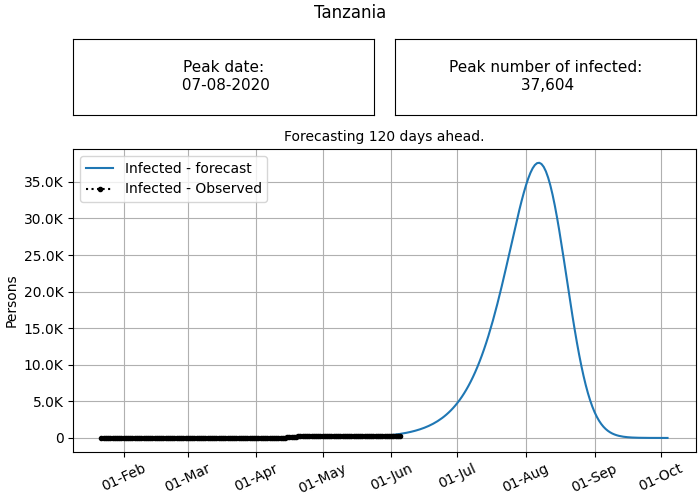 Tanzania
Peak date:
07-08-2020
Peak number of infected:
37,604
Forecasting 120 days ahead.
Infected - forecast
Infected - Observed
Persons
35.0K
30.0K
25.0K
20.0K
15.0K
10.0K
5.0K
0
01-Feb
01-Mar
01-Apr
01-May
01-Jun
01-Jul
01-Aug
01-Sep
01-Oct